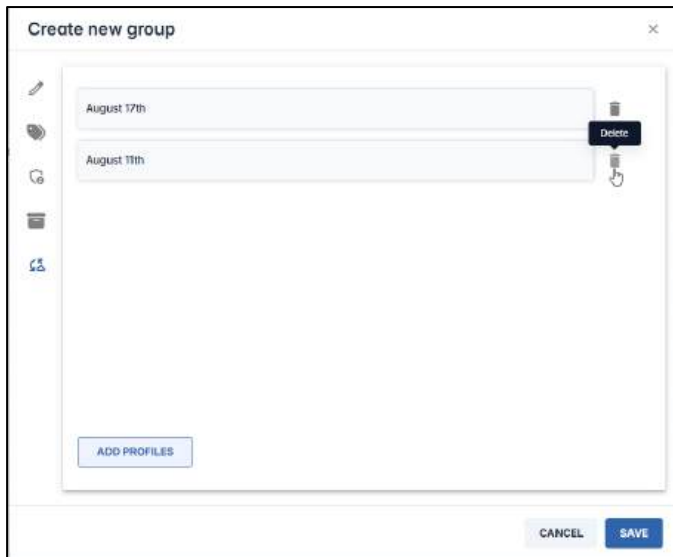 Create new group
August 17th
Delete
August 11th
ADD PROFILES
CANCEL
SAVE